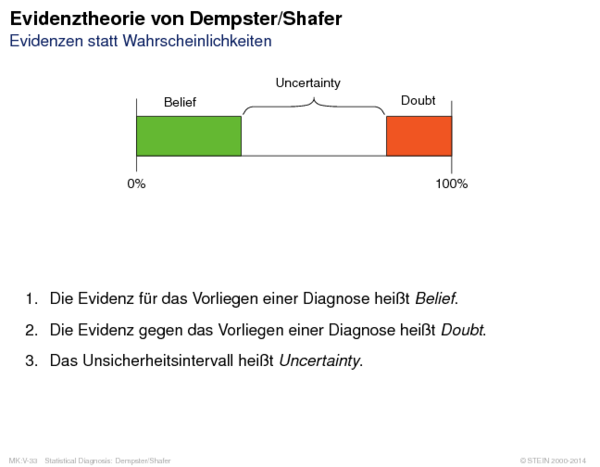 Evidenztheorie von Dempster/Shafer
Evidenzen statt Wahrscheinlichkeiten
Uncertainty
Belief
Doubt
0%
100%
1. Die Evidenz für das Vorliegen einer Diagnose heißt Belief.
2. Die Evidenz gegen das Vorliegen einer Diagnose heißt Doubt.
3. Das Unsicherheitsintervall heißt Uncertainty.
MK:V-33 Statistical Diagnosis: Dempster/Shafer
© STEIN 2000-2014